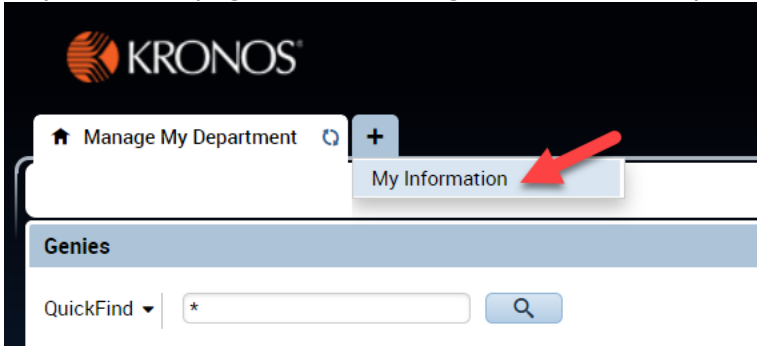 KRONOS®
Manage My Department +
My Information
Genies
QuickFind *